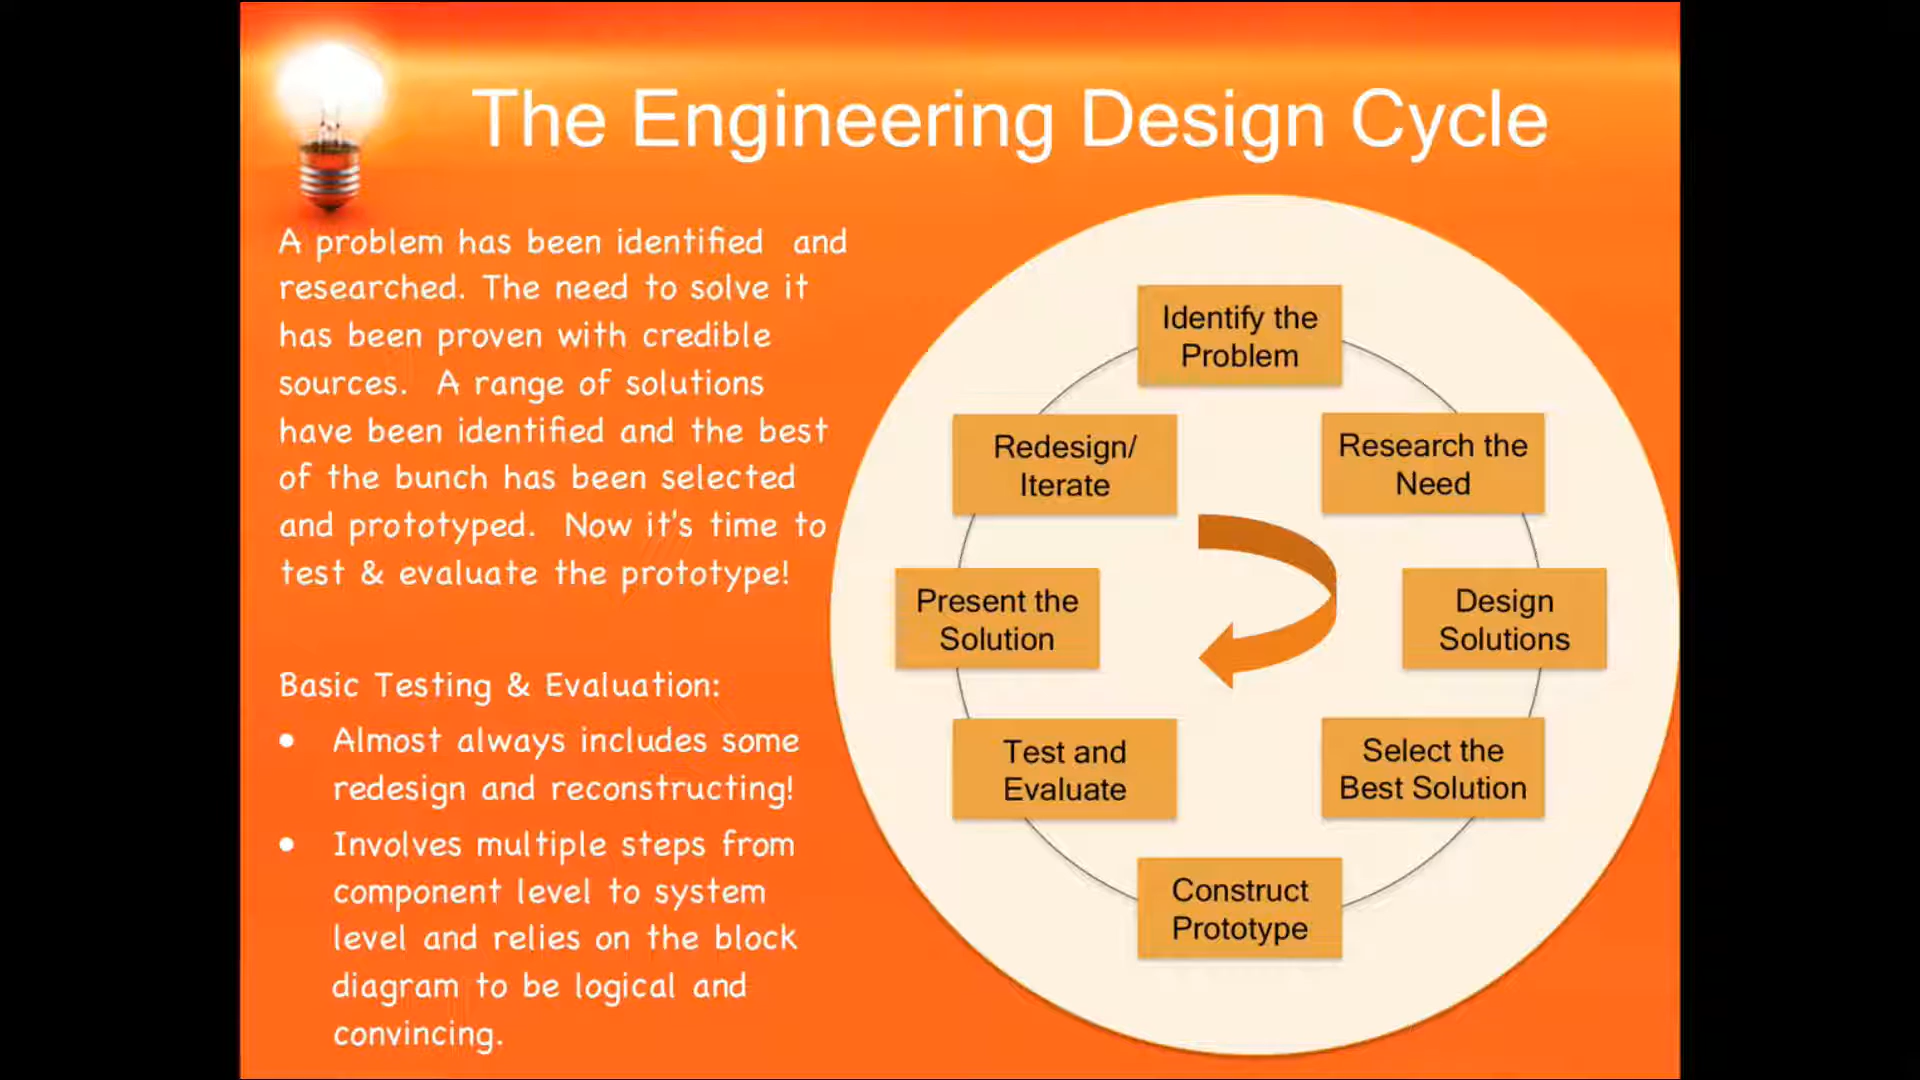 The Engineering Design Cycle
A problem has been identified  and
researched. The need to solve it
has been proven with credible
sources.  A range of solutions
have been identified and the best
of the bunch has been selected
and prototyped.  Now it's time to
test & evaluate the prototype!
Basic Testing & Evaluation:
• Almost always includes some
redesign and reconstructing!
• Involves multiple steps from
component level to system
level and relies on the block
diagram to be logical and
convincing.
Identify the
Problem
Research the
Need
Design
Solutions
Select the
Best Solution
Construct
Prototype
Test and
Evaluate
Present the
Solution
Redesign/
Iterate